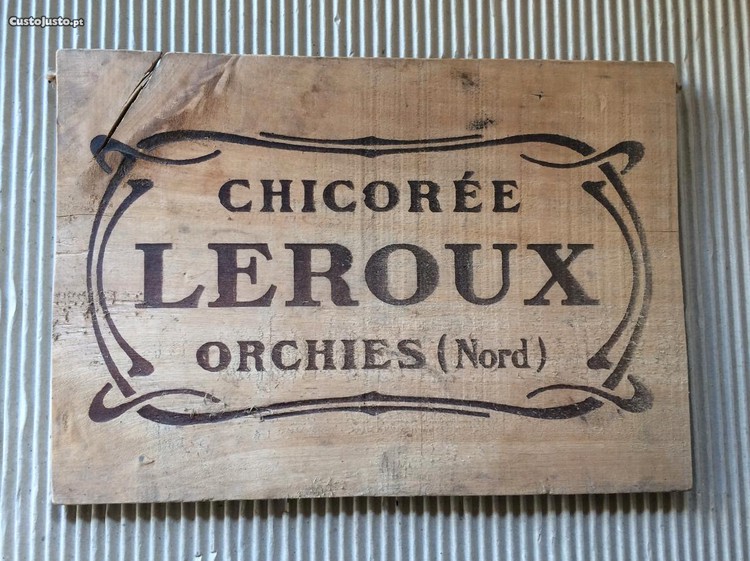 CustoJusto.pt
CHICORÉE
LEROUX
ORCHIES (Nord)